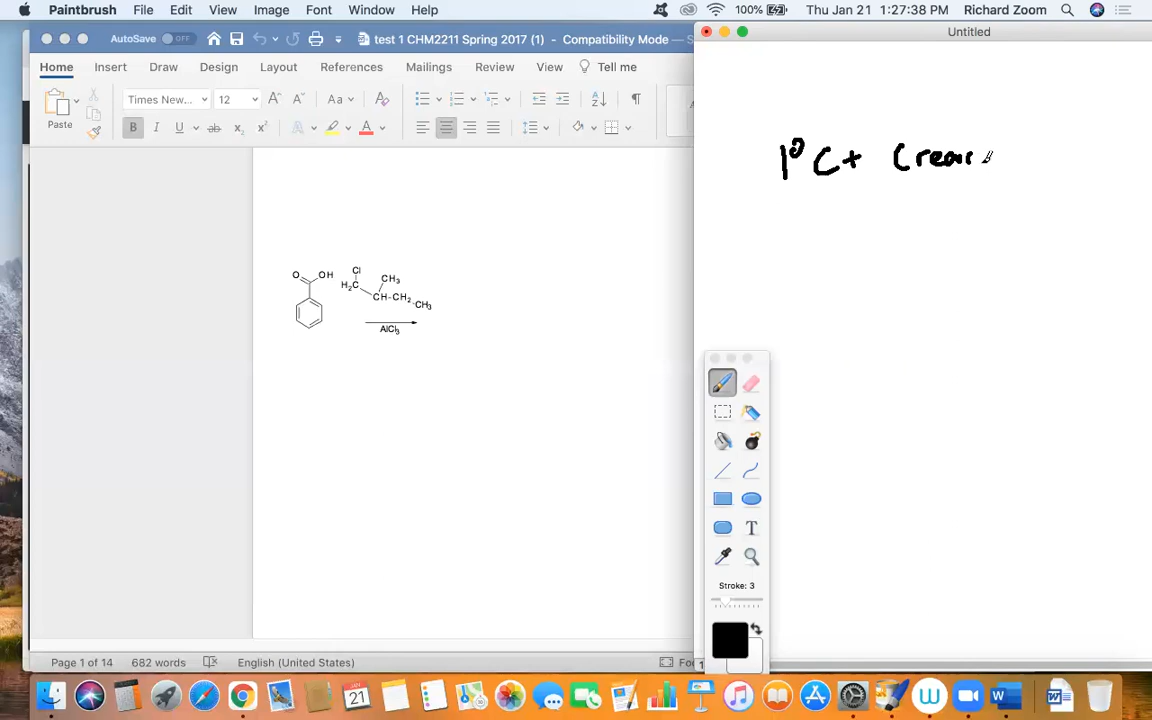 Paintbrush File Edit View Image Font Window Help 100% Thu Jan 21 1:27:38 PM Richard Zoom
AutoSave OFF test 1 CHM2211 Spring 2017 (1) - Compatibility Mode
Untitled
Home Insert Draw Design Layout References Mailings Review View Tell me
Paste Times New... 12
1° C+ (rear
O OH Cl CH3
H2C
CH-CH2
CH3
AlCl3
Stroke: 3
Page 1 of 14 682 words English (United States)
JAN
21